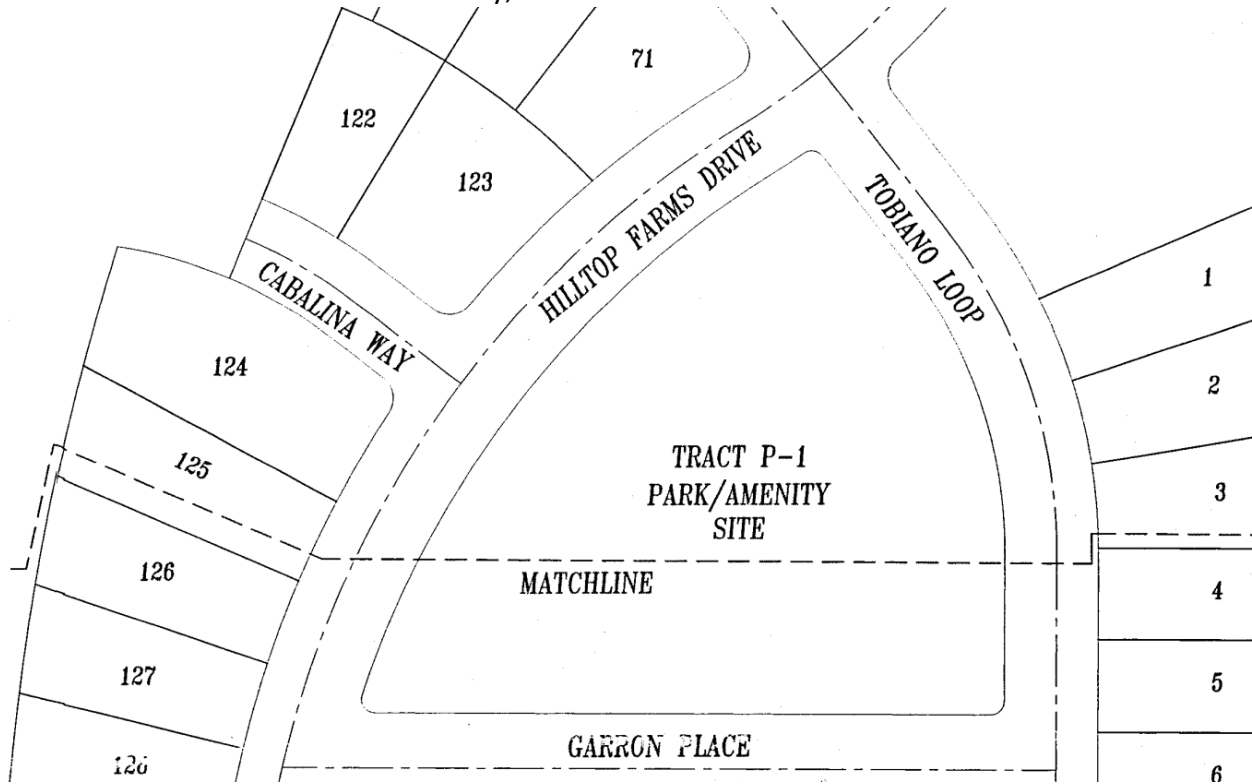 71
122
123
HILLTOP FARMS DRIVE
TOBIANO LOOP
CABALINA WAY
1
124
2
125
TRACT P-1
PARK/AMENITY
SITE
3
126
MATCHLINE
4
127
5
GARRON PLACE
6